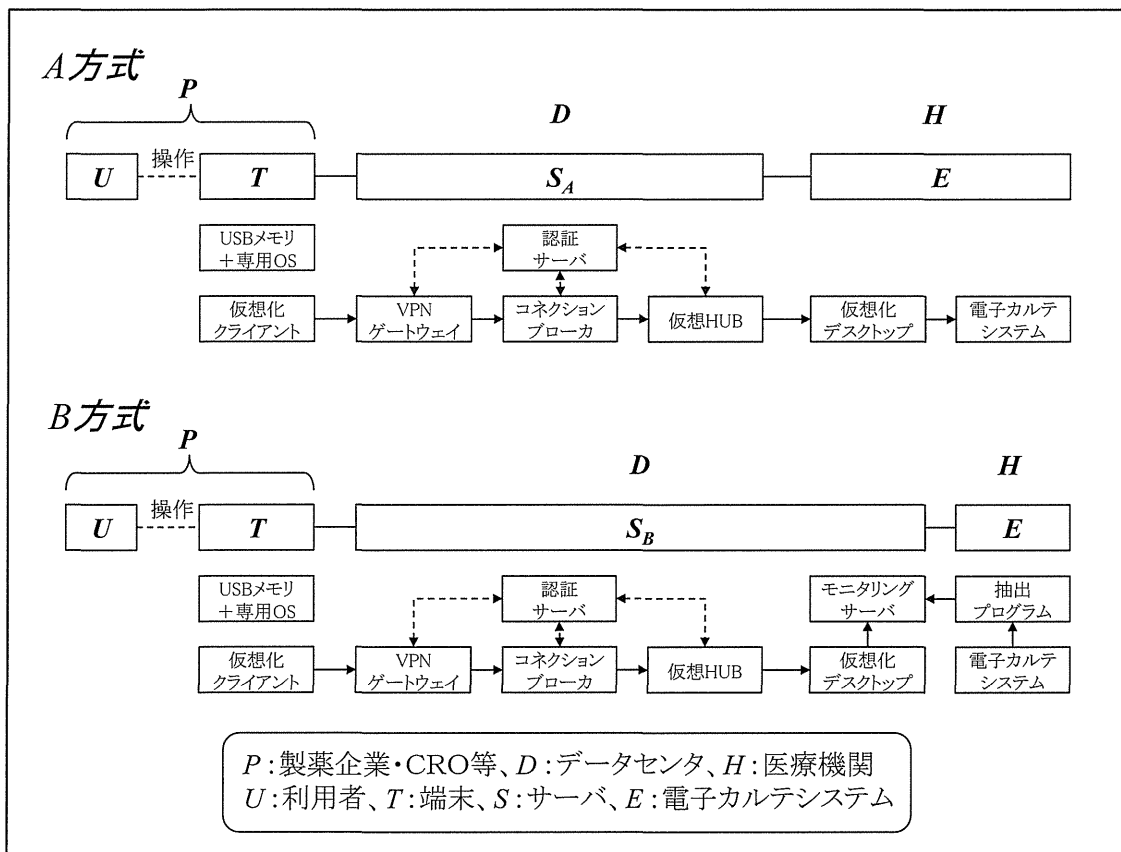 A方式
P
D
H
U
操作
T
S_A
E
USBメモリ
＋専用OS
認証
サーバ
仮想化
クライアント
VPN
ゲートウェイ
コネクション
ブローカ
仮想HUB
仮想化
デスクトップ
電子カルテ
システム
B方式
P
D
H
U
操作
T
S_B
E
USBメモリ
＋専用OS
認証
サーバ
モニタリング
サーバ
抽出
プログラム
仮想化
クライアント
VPN
ゲートウェイ
コネクション
ブローカ
仮想HUB
仮想化
デスクトップ
電子カルテ
システム
P:製薬企業・CRO等、D:データセンタ、H:医療機関
U:利用者、T:端末、S:サーバ、E:電子カルテシステム